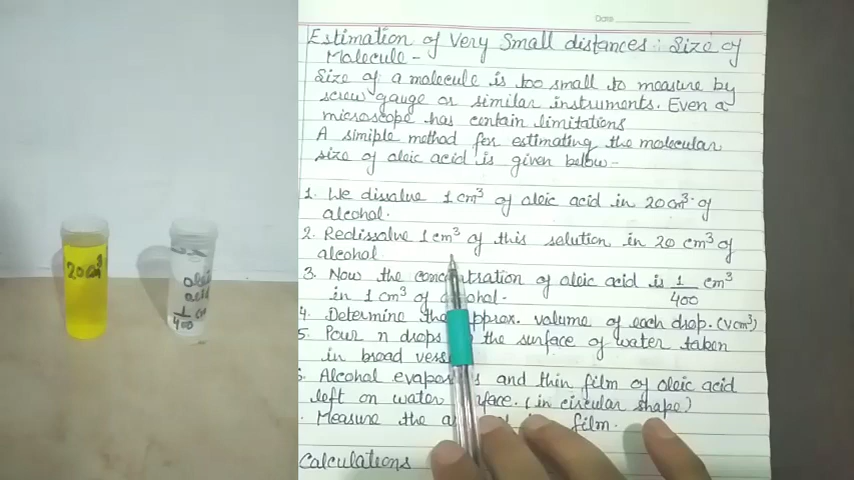 Date
Estimation of Very Small distances: Size of
Molecule -
Size of a molecule is too small to measure by
screw gauge or similar instruments. Even a
microscope has certain limitations
A simiple method for estimating the molecular
size of oleic acid is given below -
1. We dissolve 1 cm³ of oleic acid in 20 cm³ of
alcohol.
2. Redissolve 1 cm³ of this solution in 20 cm³ of
alcohol
3. Now the concentration of oleic acid is 1/400 cm³
in 1 cm³ of alcohol.
4. Determine the approx. volume of each drop. (V cm³)
5. Pour n drops the surface of water taken
in broad
Alcohol and thin film of oleic acid
left on water (in circular shape)
Measure the film.
Calculations
20 cm³
oleic
acid
1/400